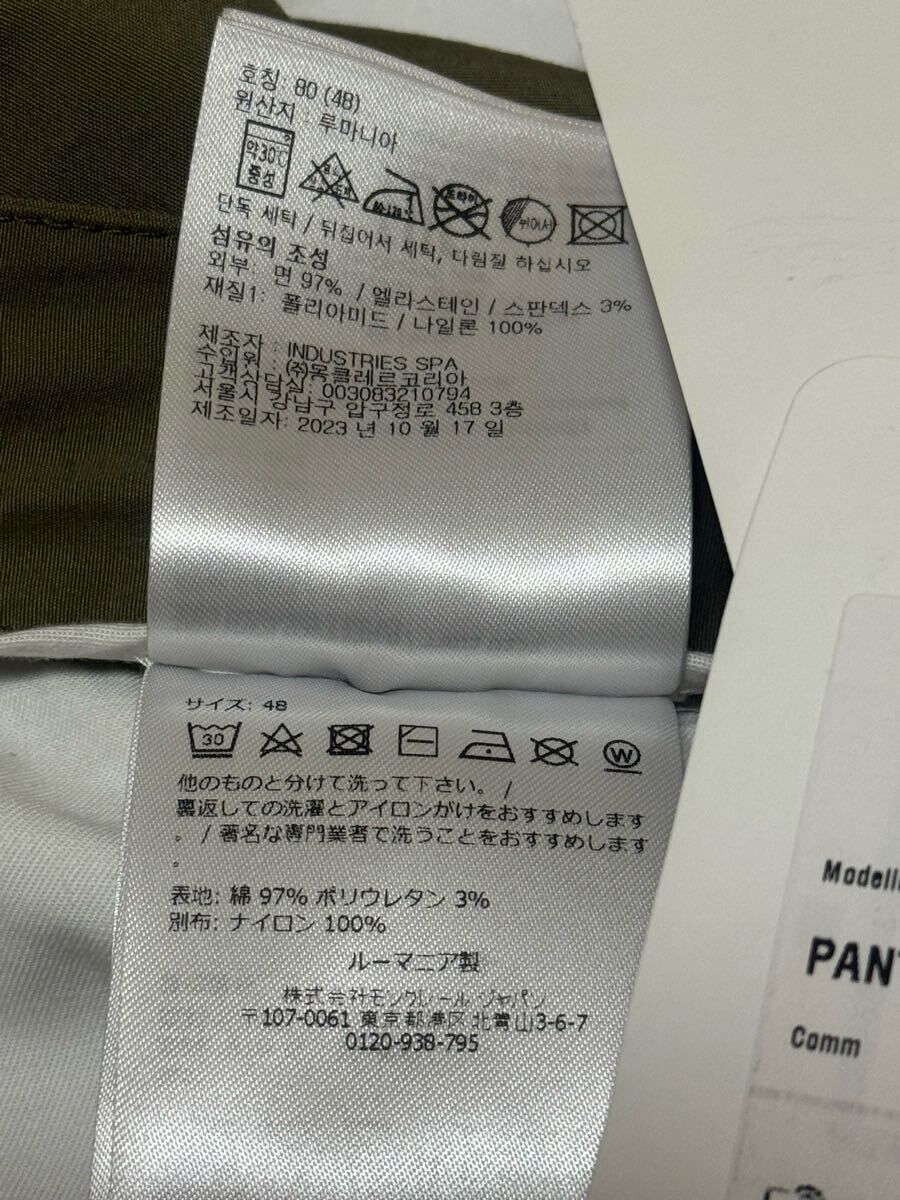 호칭: 80 (48)
원산지 : 루마니아
약30℃
중성
드라이
뉘어서
단독 세탁 / 뒤집어서 세탁, 다림질 하십시오
섬유의 조성
외부: 면 97% / 엘라스테인 / 스판덱스 3%
재질1: 폴리아미드 / 나일론 100%
제조자 : INDUSTRIES SPA
수입원 : ㈜몽클레르코리아
고객상담실: 003083210794
서울시 강남구 압구정로 458 3층
제조일자: 2023 년 10 월 17 일
サイズ: 48
30
W
他のものと分けて洗って下さい。 /
裏返しての洗濯とアイロンがけをおすすめします
。 / 著名な専門業者で洗うことをおすすめします
。
表地: 綿 97% ポリウレタン 3%
別布: ナイロン 100%
ルーマニア製
株式会社モンクレール ジャパン
〒107-0061 東京都港区北青山3-6-7
0120-938-795
Modell
PAN
Comm